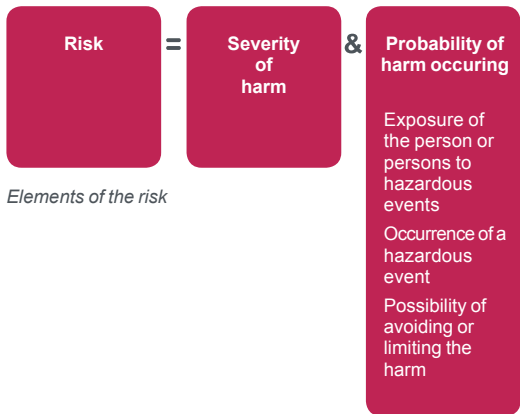 Risk
=
Severity
of
harm
&
Probability of
harm occuring
Exposure of
the person or
persons to
hazardous
events
Occurrence of a
hazardous
event
Possibility of
avoiding or
limiting the
harm
Elements of the risk